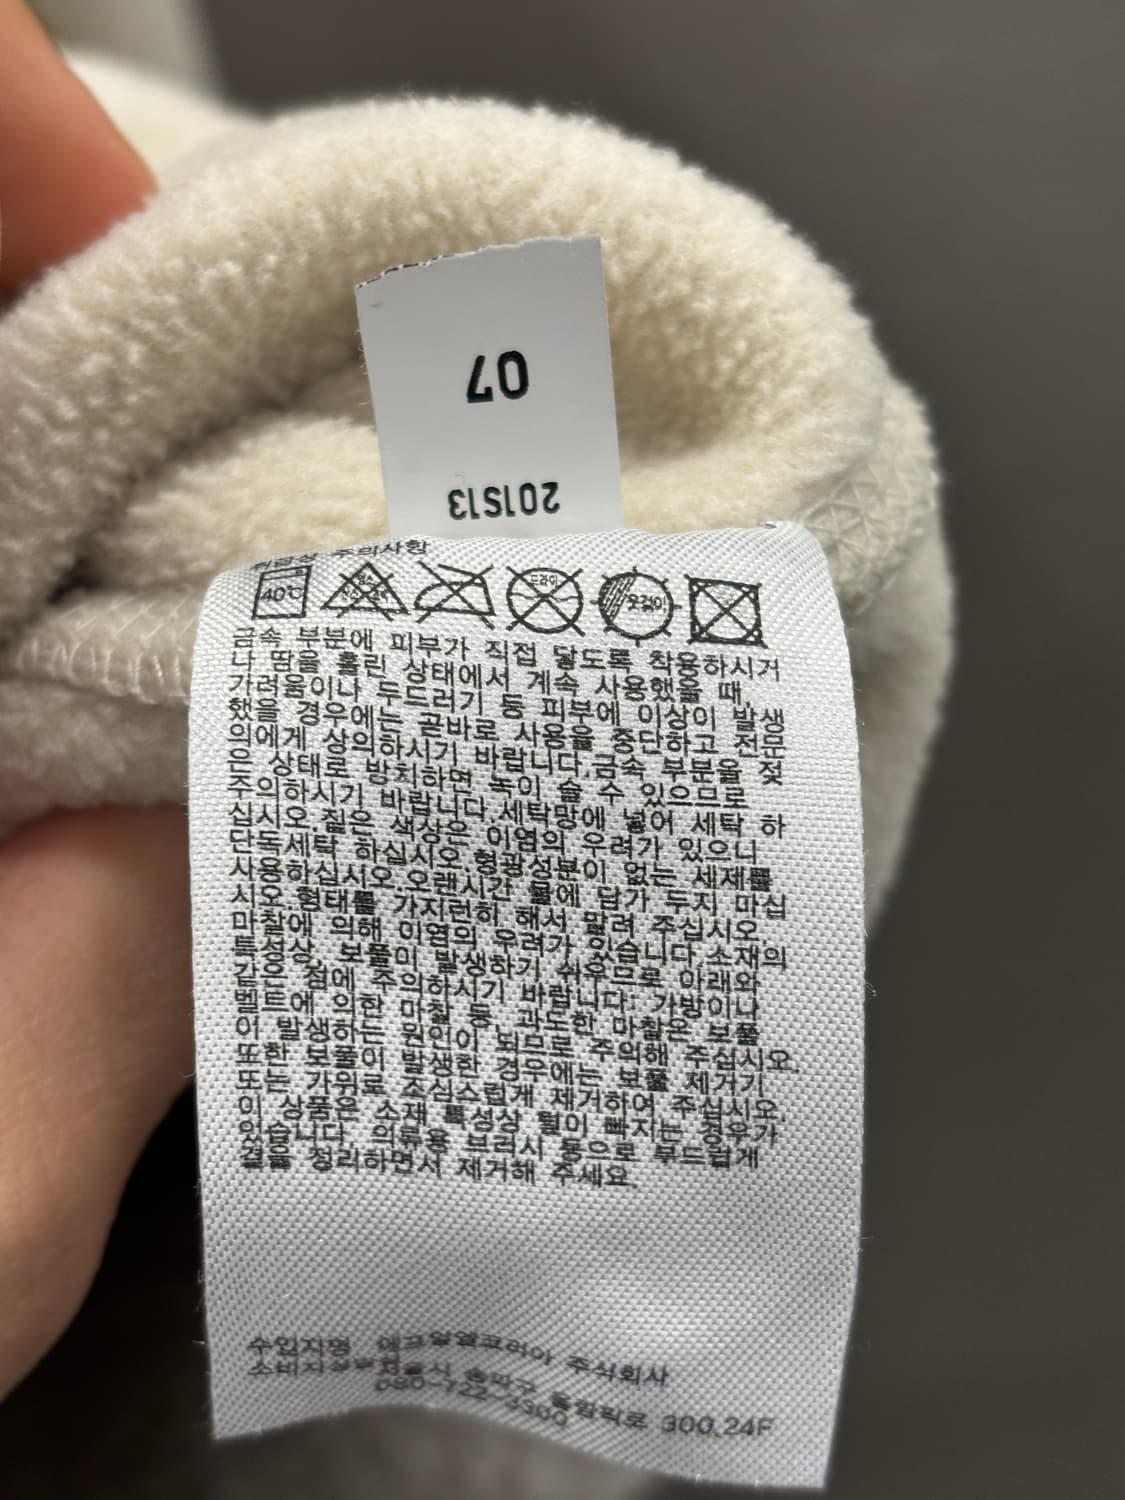 07
201S13
취급상 주의사항
40℃
드라이
옷걸이
금속 부분에 피부가 직접 닿도록 착용하시거
나 땀을 흘린 상태에서 계속 사용했을 때,
가려움이나 두드러기 등 피부에 이상이 발생
했을 경우에는 곧바로 사용을 중단하고 전문
의에게 상의하시기 바랍니다.금속 부분을 젖
은 상태로 방치하면 녹이 슬 수 있으므로
주의하시기 바랍니다.세탁망에 넣어 세탁 하
십시오.짙은 색상은 이염의 우려가 있으니
단독세탁 하십시오.형광성분이 없는 세제를
사용하십시오.오랜시간 물에 담가 두지 마십
시오 형태를 가지런히 해서 말려 주십시오
마찰에 의해 이염의 우려가 있습니다.소재의
특성상, 보풀이 발생하기 쉬우므로 아래와
같은 점에 주의하시기 바랍니다: 가방이나
벨트에 의한 마찰 등 과도한 마찰은 보풀
이 발생하는 원인이 되므로 주의해 주십시오.
또한 보풀이 발생한 경우에는 보풀 제거기
또는 가위로 조심스럽게 제거하여 주십시오
이 상품은 소재 특성상 털이 빠지는 경우가
있습니다. 의류용 브러시 등으로 부드럽게
결을 정리하면서 제거해 주세요.
수입자명 에프알엘코리아 주식회사
소비자상담 서울시 송파구 올림픽로 300,24F
080-722-3300